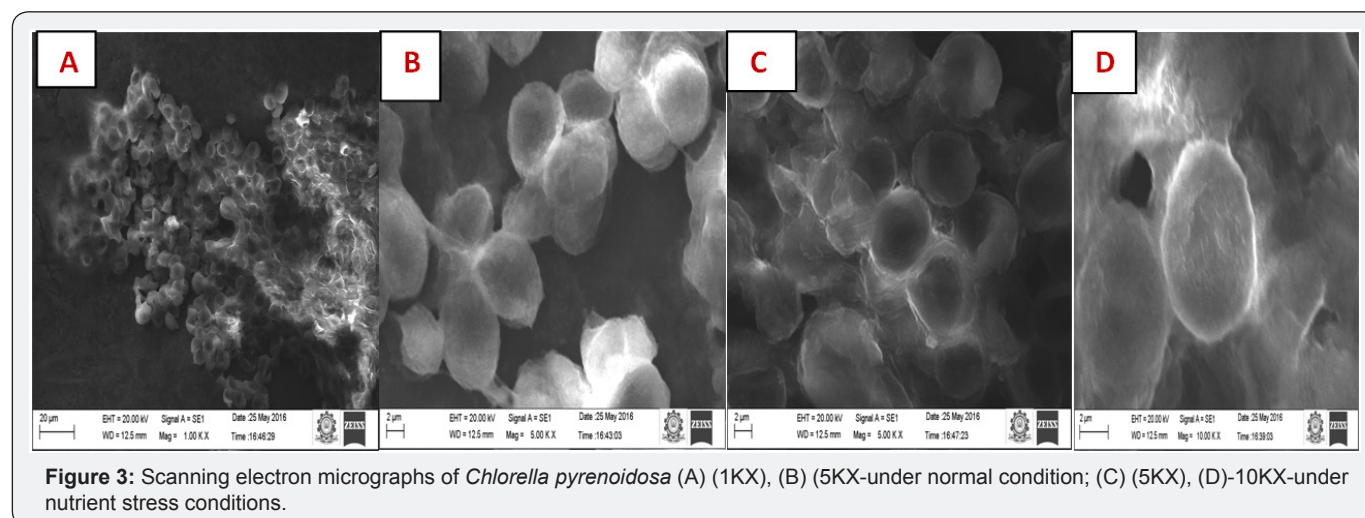 A
B
C
D
20 µm
EHT = 20.00 kV Signal A = SE1 Date :25 May 2016
WD = 12.5 mm Mag = 1.00 K X Time :16:46:29
ZEISS
2 µm
EHT = 20.00 kV Signal A = SE1 Date :25 May 2016
WD = 12.5 mm Mag = 5.00 K X Time :16:43:03
ZEISS
2 µm
EHT = 20.00 kV Signal A = SE1 Date :25 May 2016
WD = 12.5 mm Mag = 5.00 K X Time :16:47:23
ZEISS
2 µm
EHT = 20.00 kV Signal A = SE1 Date :25 May 2016
WD = 12.5 mm Mag = 10.00 K X Time :16:39:03
ZEISS
Figure 3: Scanning electron micrographs of Chlorella pyrenoidosa (A) (1KX), (B) (5KX-under normal condition; (C) (5KX), (D)-10KX-under
nutrient stress conditions.